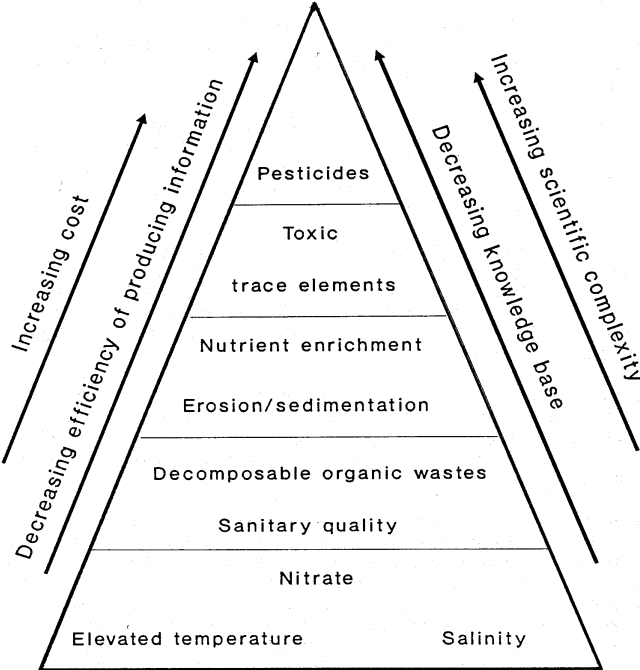 Increasing cost
Decreasing efficiency of producing information
Decreasing knowledge base
Increasing scientific complexity
Pesticides
Toxic
trace elements
Nutrient enrichment
Erosion/sedimentation
Decomposable organic wastes
Sanitary quality
Nitrate
Elevated temperature
Salinity